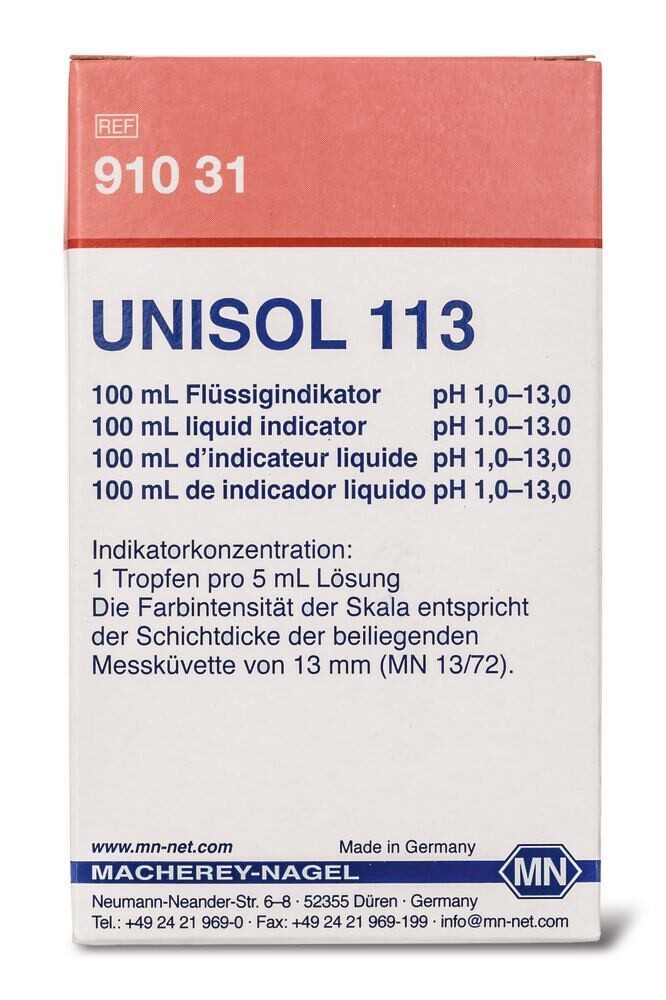 REF
910 31
UNISOL 113
100 mL Flüssigindikator pH 1,0–13,0
100 mL liquid indicator pH 1.0–13.0
100 mL d'indicateur liquide pH 1,0–13,0
100 mL de indicador liquido pH 1,0–13,0
Indikatorkonzentration:
1 Tropfen pro 5 mL Lösung
Die Farbintensität der Skala entspricht
der Schichtdicke der beiliegenden
Messküvette von 13 mm (MN 13/72).
www.mn-net.com Made in Germany
MACHEREY-NAGEL MN
Neumann-Neander-Str. 6–8 · 52355 Düren · Germany
Tel.: +49 24 21 969-0 · Fax: +49 24 21 969-199 · info@mn-net.com